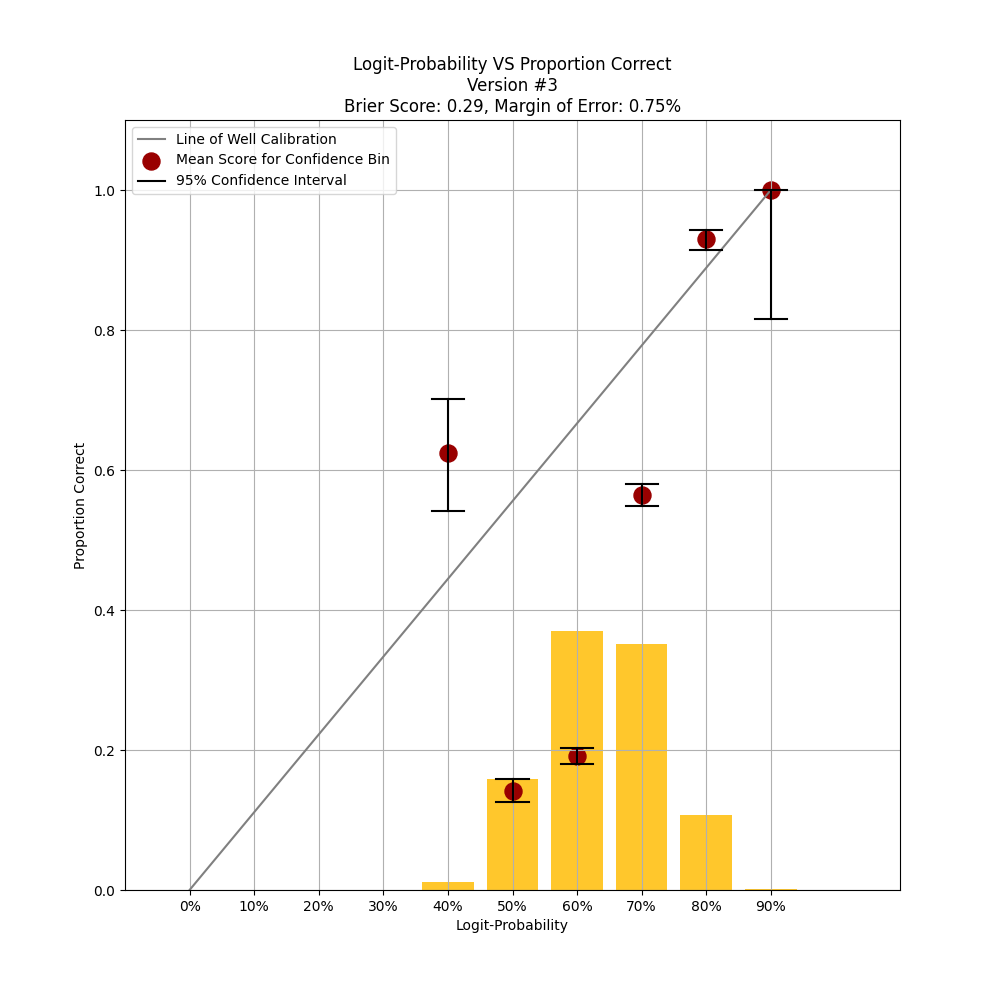 Logit-Probability VS Proportion Correct
Version #3
Brier Score: 0.29, Margin of Error: 0.75%
Line of Well Calibration
Mean Score for Confidence Bin
95% Confidence Interval
1.0
0.8
0.6
0.4
0.2
0.0
Proportion Correct
0% 10% 20% 30% 40% 50% 60% 70% 80% 90%
Logit-Probability